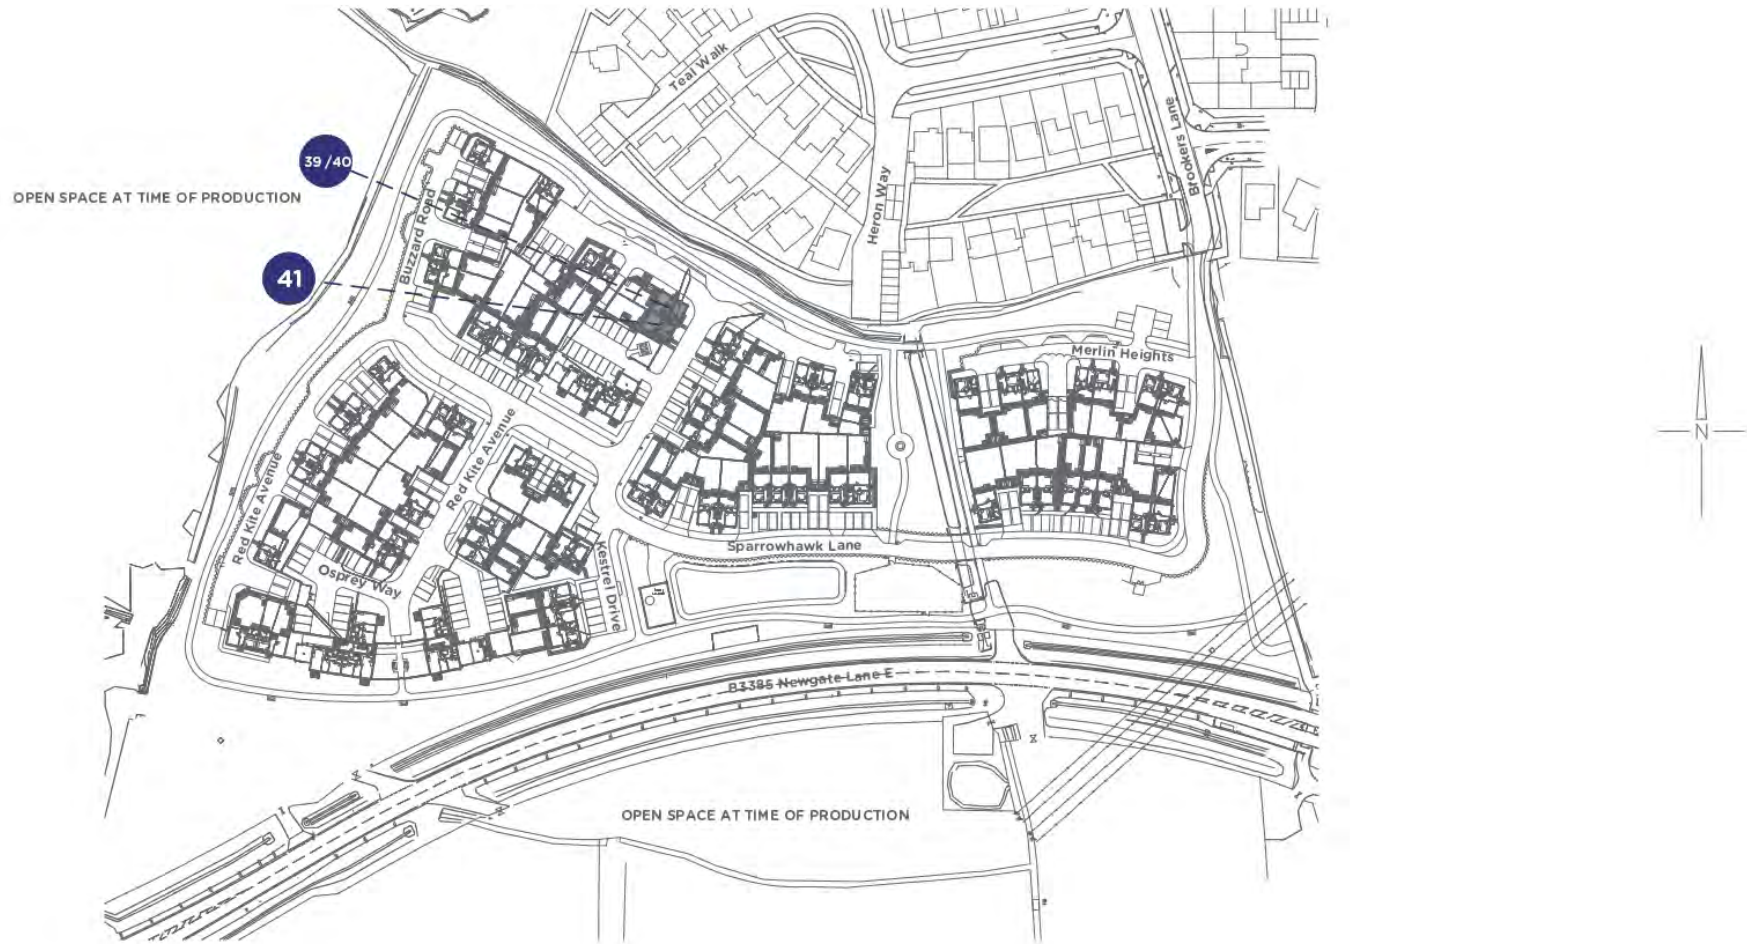 Teal Walk
Brookers Lane
39 /40
OPEN SPACE AT TIME OF PRODUCTION
Heron Way
Buzzard Road
41
Merlin Heights
Red Kite Avenue
N
Red Kite Avenue
Sparrowhawk Lane
Osprey Way
Kestrel Drive
B3385 Newgate Lane E
OPEN SPACE AT TIME OF PRODUCTION